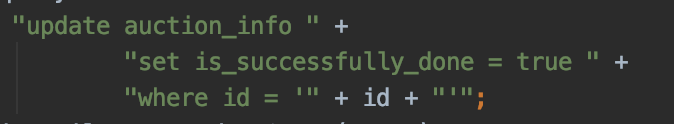 "update auction_info " +
"set is_successfully_done = true " +
"where id = '" + id + "'";